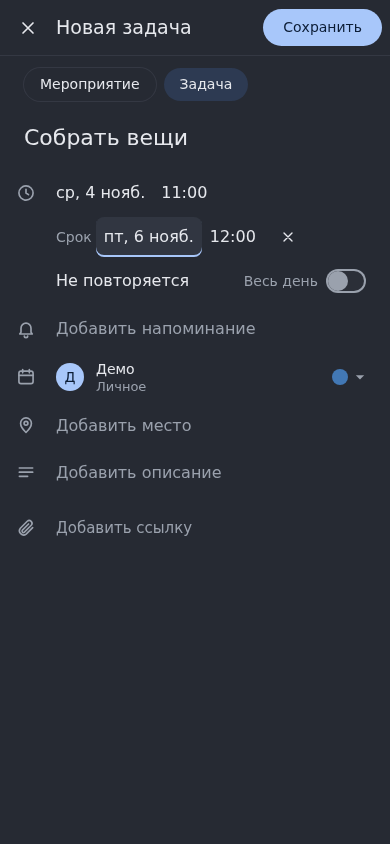 Новая задача
Сохранить
Мероприятие Задача
Собрать вещи
ср, 4 нояб. 11:00
Срок пт, 6 нояб. 12:00
Не повторяется Весь день
Добавить напоминание
Д Демо
Личное
Добавить место
Добавить описание
Добавить ссылку